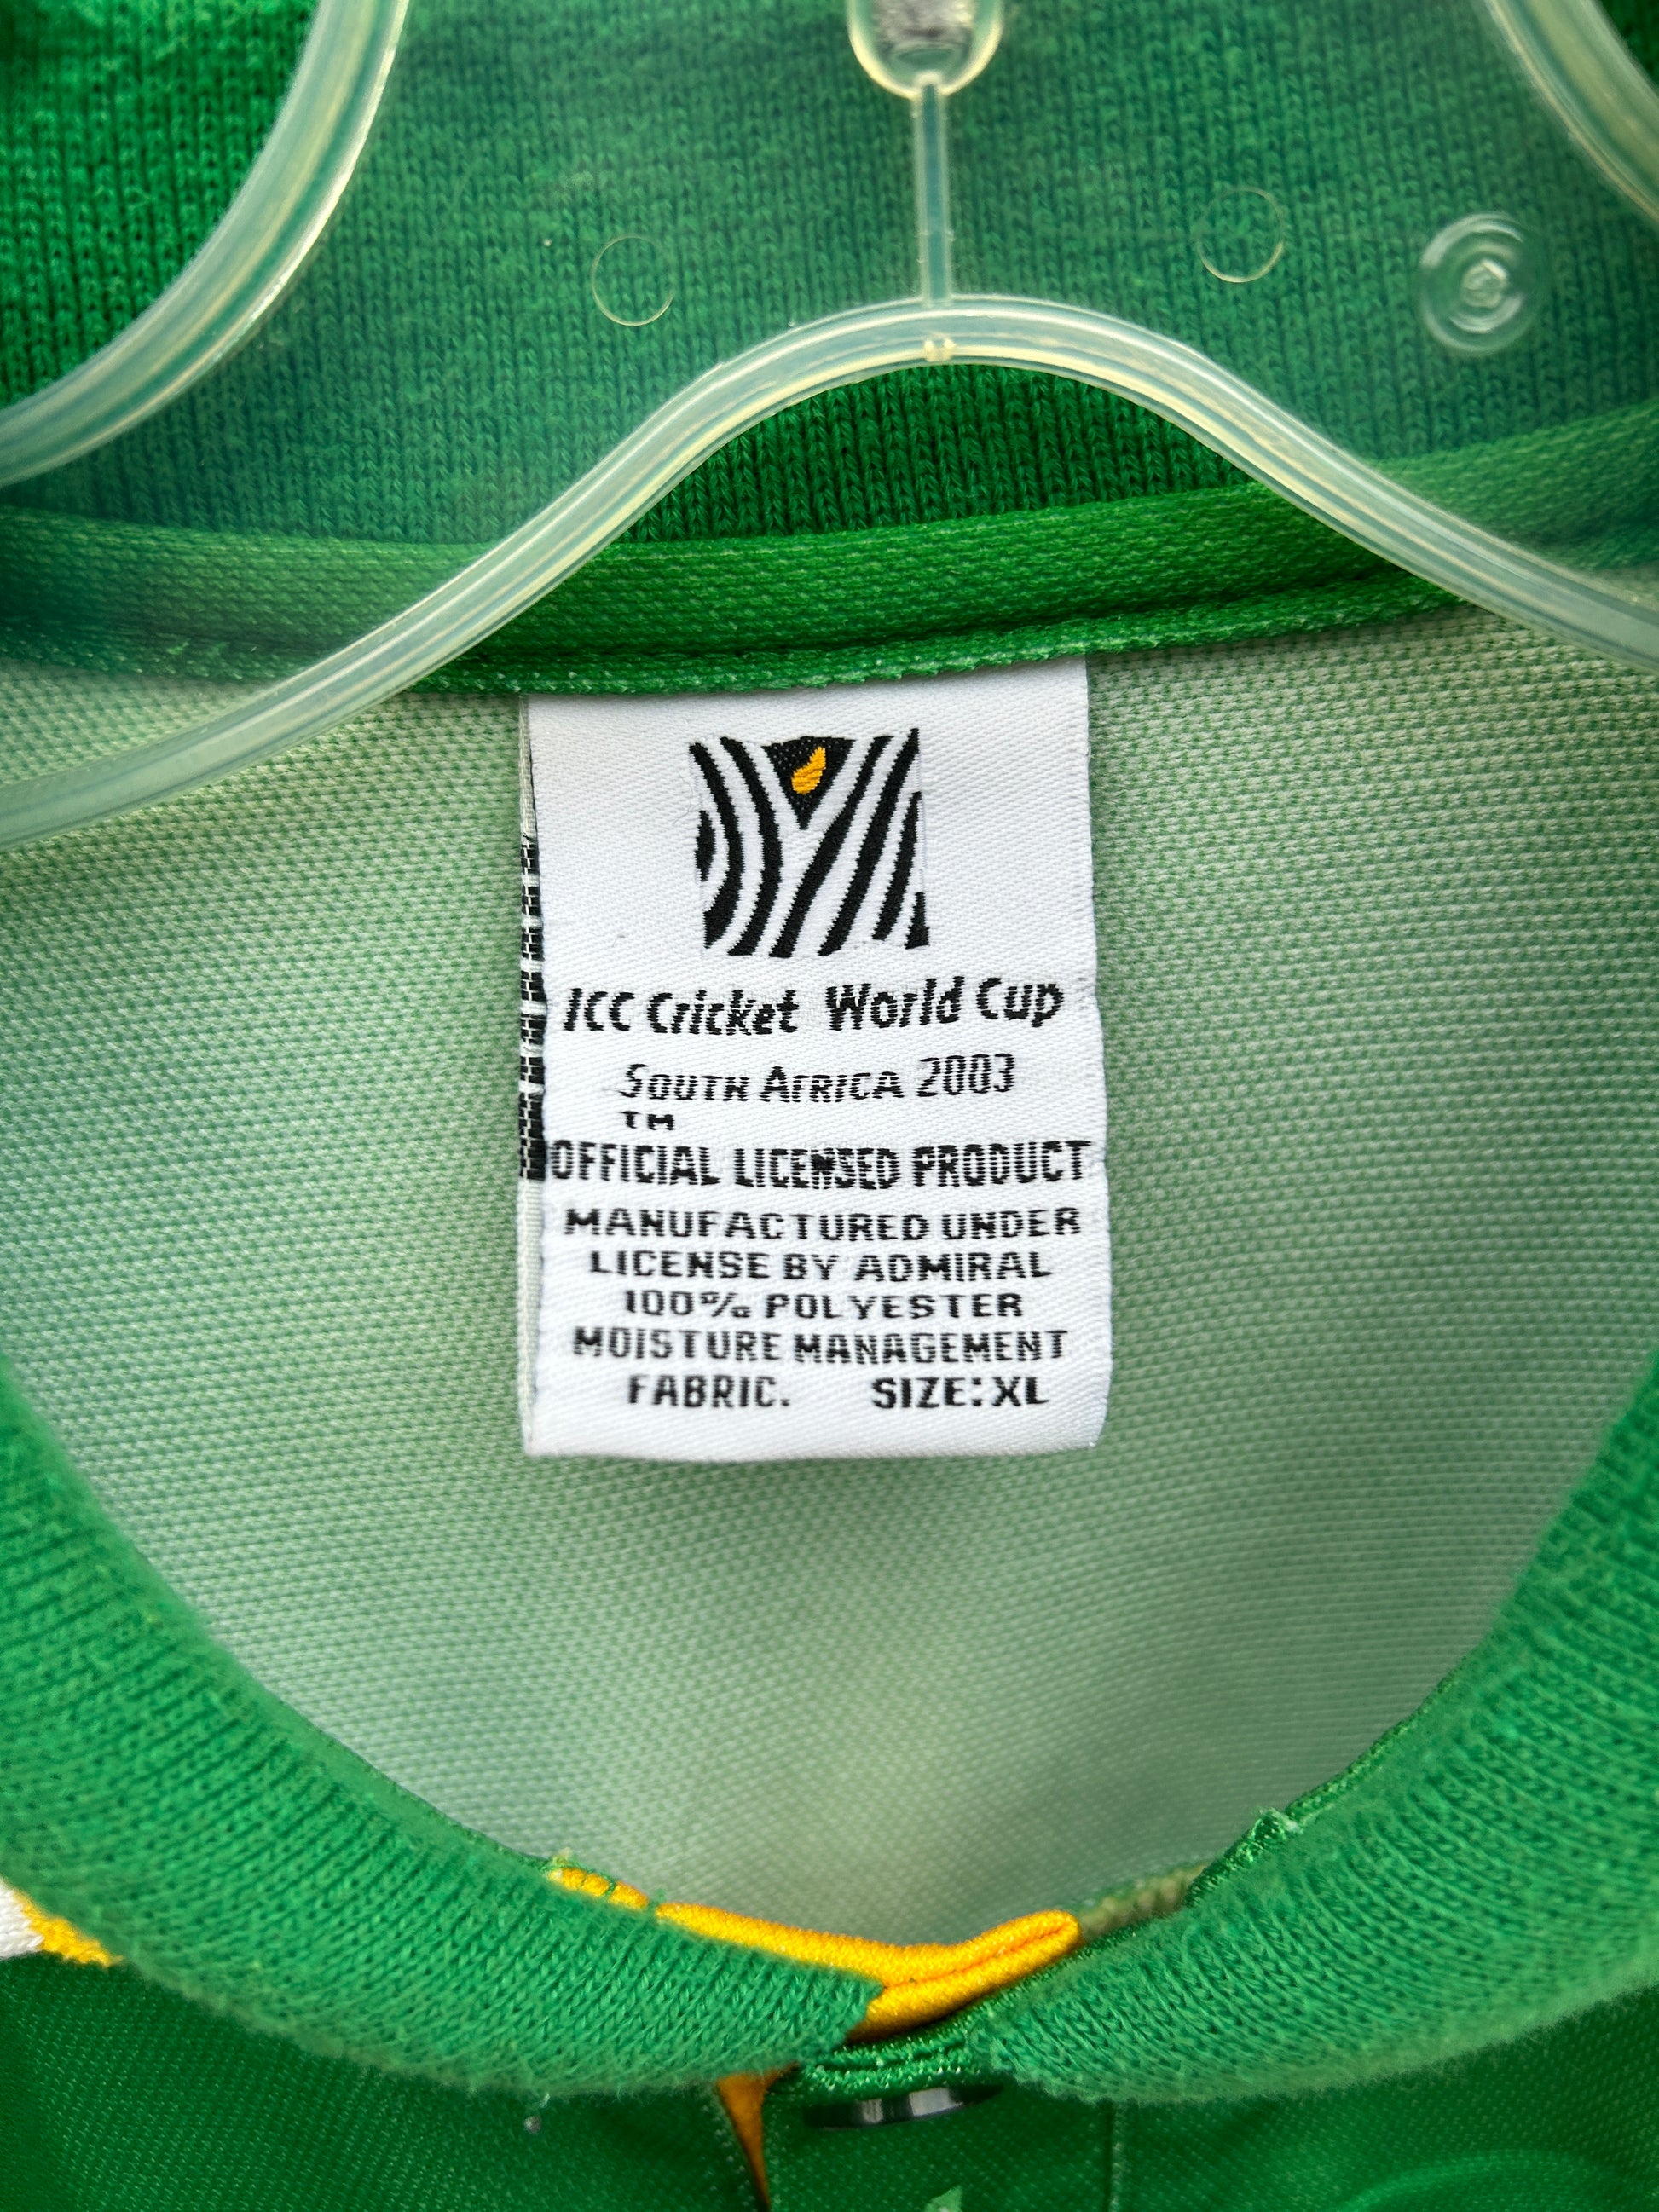 ICC Cricket World Cup
South Africa 2003
TM
OFFICIAL LICENSED PRODUCT
MANUFACTURED UNDER
LICENSE BY ADMIRAL
100% POLYESTER
MOISTURE MANAGEMENT
FABRIC. SIZE: XL